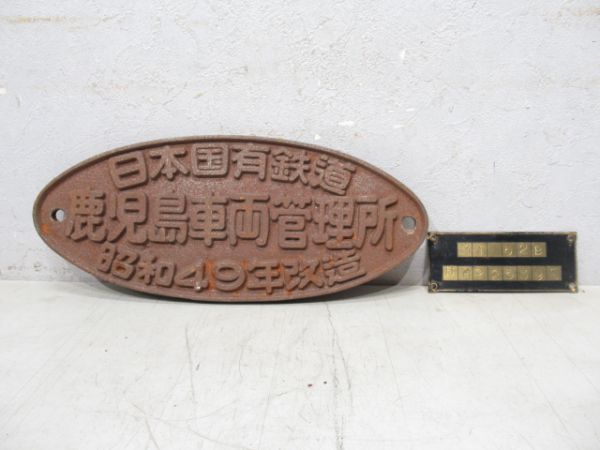 日本国有鉄道
鹿児島車両管理所
昭和49年改造